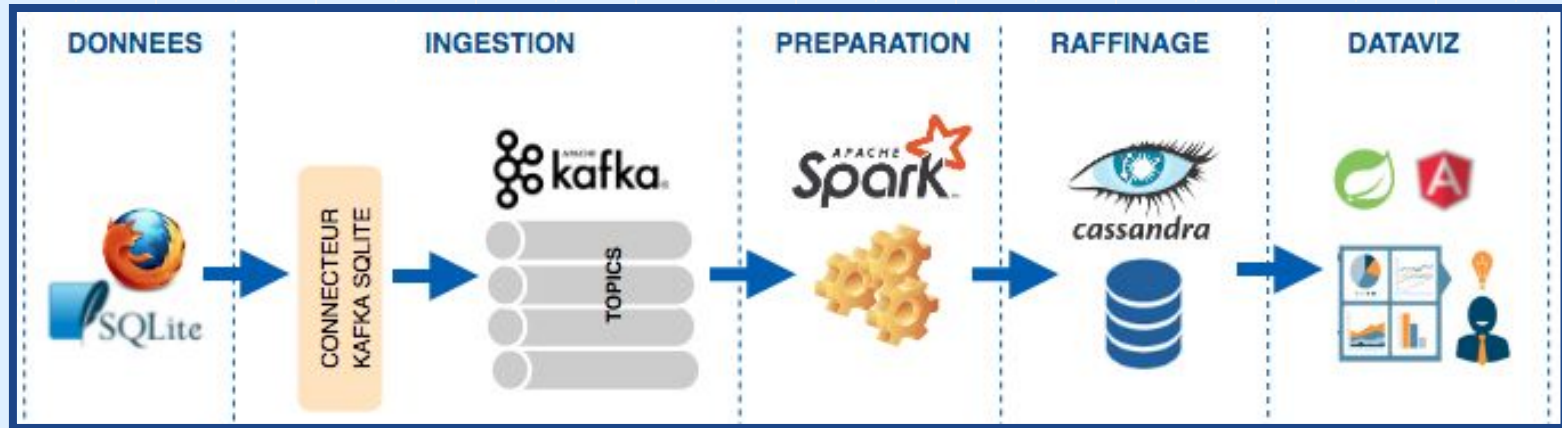 DONNEES
INGESTION
PREPARATION
RAFFINAGE
DATAVIZ
SQLite
CONNECTEUR
KAFKA SQLITE
APACHE
kafka
TOPICS
APACHE
Spark
cassandra
A